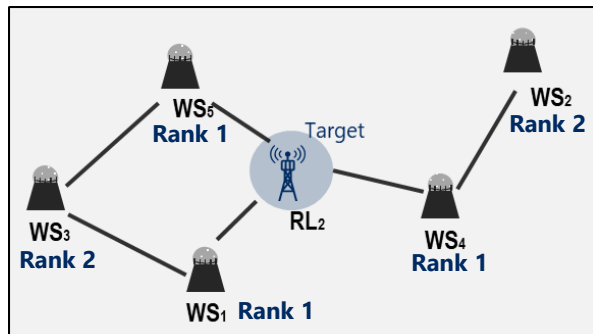 WS₅
Rank 1
Target
WS₂
Rank 2
RL₂
WS₃
Rank 2
WS₄
Rank 1
WS₁ Rank 1